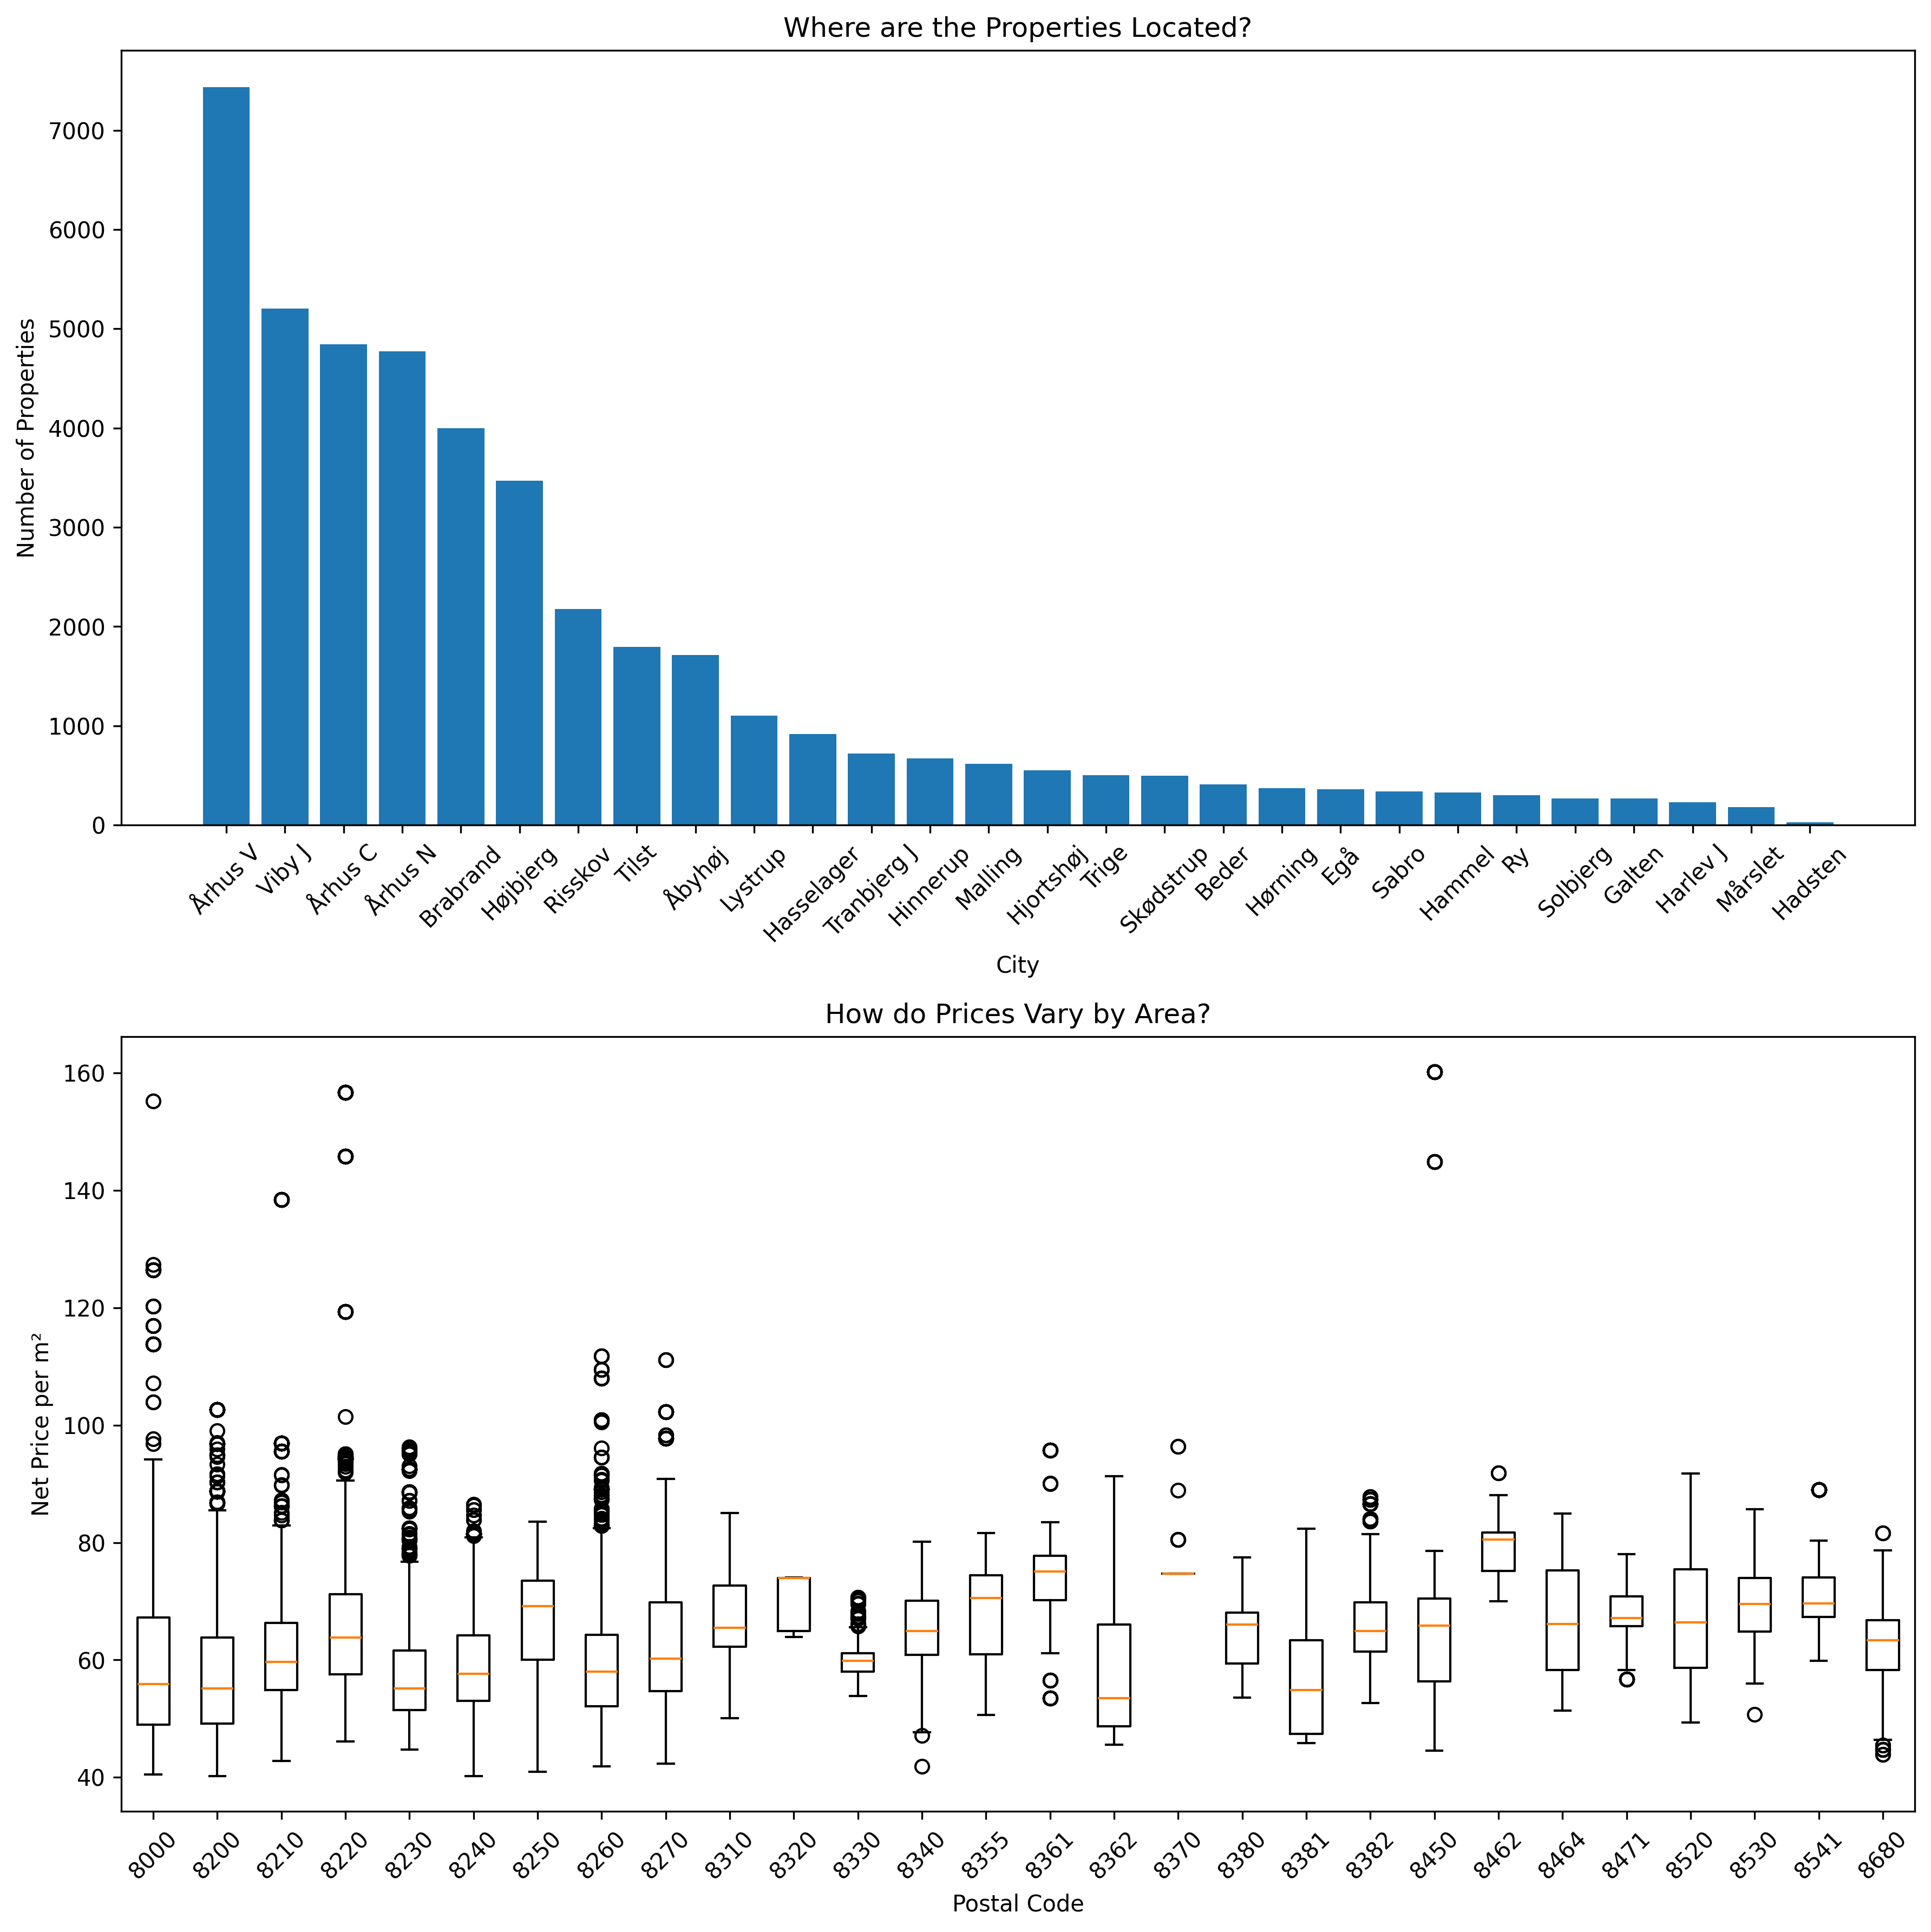 Where are the Properties Located?
Number of Properties
7000
6000
5000
4000
3000
2000
1000
0
Århus V
Viby J
Århus C
Århus N
Brabrand
Højbjerg
Risskov
Tilst
Åbyhøj
Lystrup
Hasselager
Tranbjerg J
Hinnerup
Malling
Hjortshøj
Trige
Skødstrup
Beder
Hørning
Egå
Sabro
Hammel
Ry
Solbjerg
Galten
Harlev J
Mårslet
Hadsten
City
How do Prices Vary by Area?
Net Price per m²
160
140
120
100
80
60
40
8000
8200
8210
8220
8230
8240
8250
8260
8270
8310
8320
8330
8340
8355
8361
8362
8370
8380
8381
8382
8450
8462
8464
8471
8520
8530
8541
8680
Postal Code